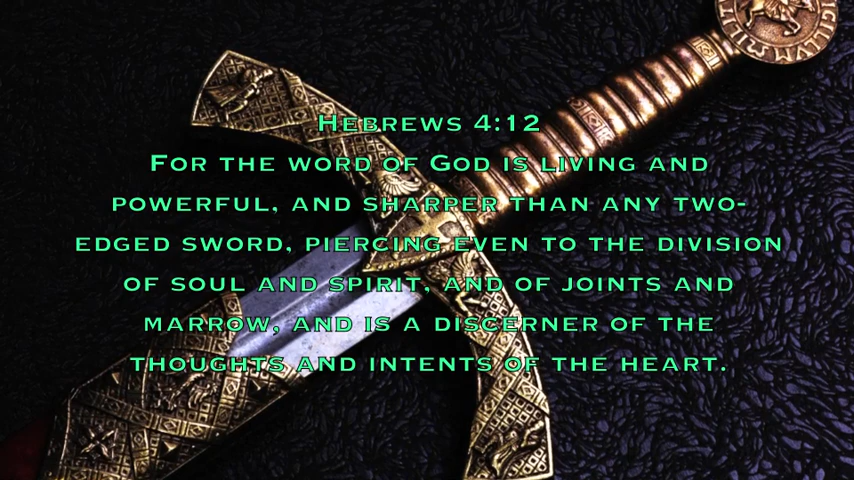 IGILLVM MILIT
Hebrews 4:12
For the word of God is living and
powerful, and sharper than any two-
edged sword, piercing even to the division
of soul and spirit, and of joints and
marrow, and is a discerner of the
thoughts and intents of the heart.